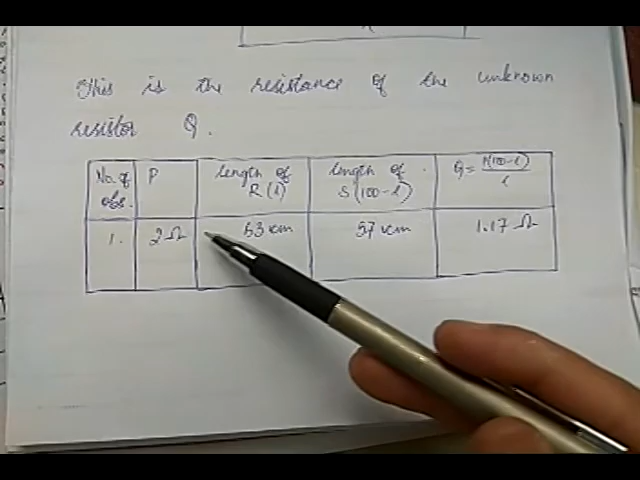 This is the resistance of the unknown
resistor Q.
No. of obs.
P
length of R (l)
length of S (100-l)
Q = P(100-l)/l
1.
2 Ω
63 cm
37 cm
1.17 Ω